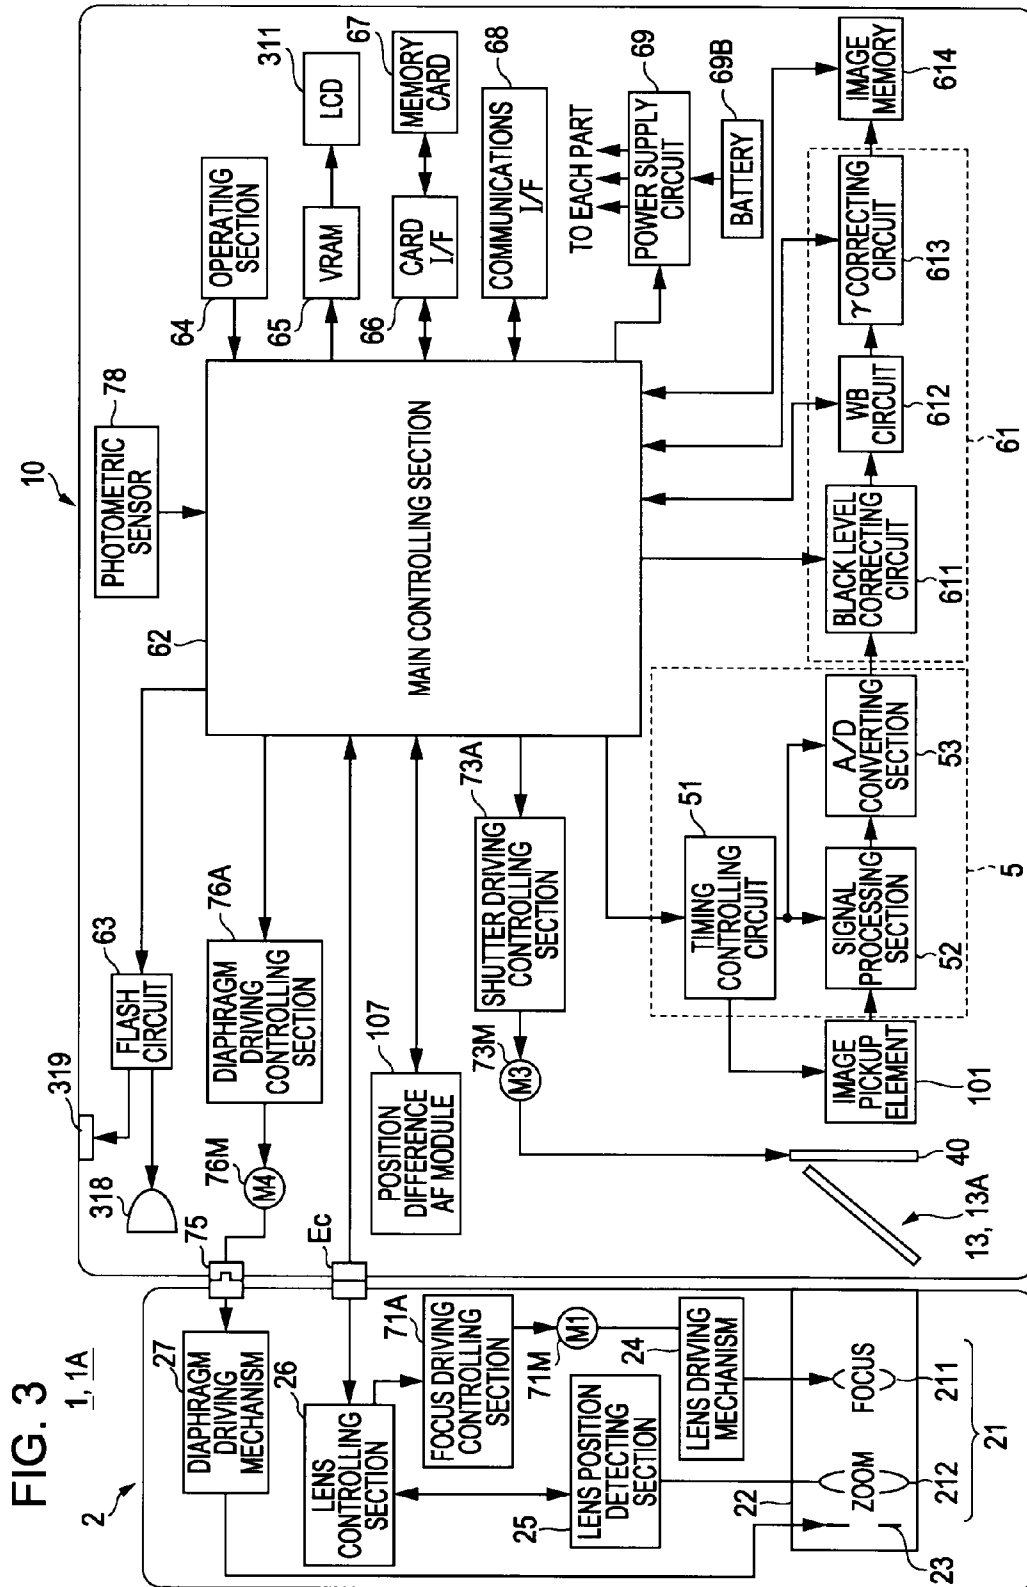 FIG. 3
1, 1A
2
27
DIAPHRAGM
DRIVING
MECHANISM
26
LENS
CONTROLLING
SECTION
71A
FOCUS DRIVING
CONTROLLING
SECTION
71M
M1
25
LENS POSITION
DETECTING
SECTION
24
LENS DRIVING
MECHANISM
22
ZOOM
FOCUS
23
212
211
21
75
Ec
10
319
318
63
FLASH
CIRCUIT
76M
M4
76A
DIAPHRAGM
DRIVING
CONTROLLING
SECTION
107
POSITION
DIFFERENCE
AF MODULE
73M
M3
73A
SHUTTER DRIVING
CONTROLLING
SECTION
13, 13A
40
62
MAIN CONTROLLING SECTION
78
PHOTOMETRIC
SENSOR
64
OPERATING
SECTION
65
VRAM
311
LCD
66
CARD
I/F
67
MEMORY
CARD
68
COMMUNICATIONS
I/F
TO EACH PART
69
POWER SUPPLY
CIRCUIT
69B
BATTERY
51
TIMING
CONTROLLING
CIRCUIT
IMAGE
PICKUP
ELEMENT
101
SIGNAL
PROCESSING
SECTION
52
A/D
CONVERTING
SECTION
53
5
BLACK LEVEL
CORRECTING
CIRCUIT
611
WB
CIRCUIT
612
γ CORRECTING
CIRCUIT
613
61
IMAGE
MEMORY
614